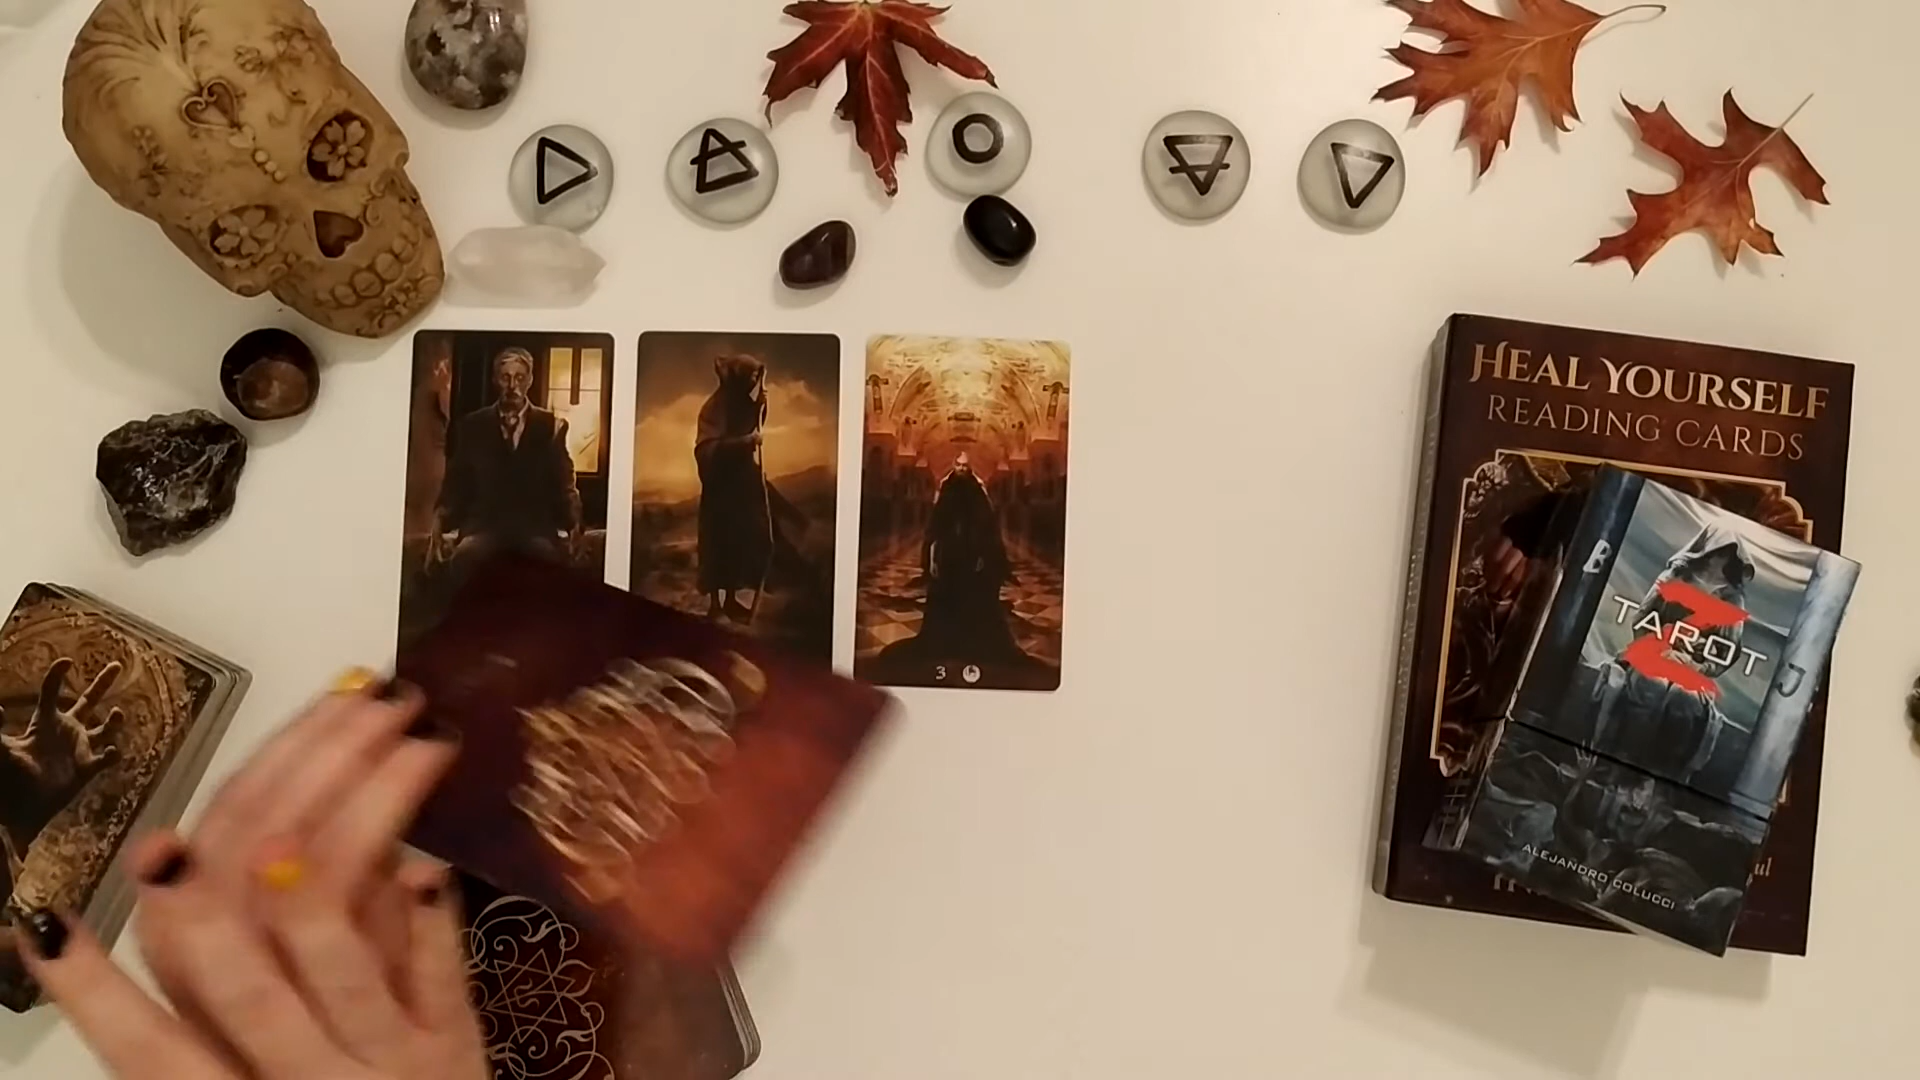 HEAL YOURSELF
READING CARDS
B
TAROT
Z
J
ALEJANDRO COLUCCI
3